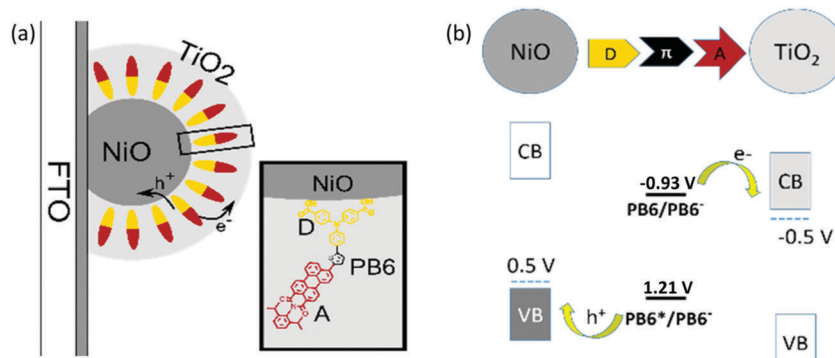 (a)
TiO2
NiO
h+
e-
FTO
NiO
D
PB6
A
(b)
NiO
D
π
A
TiO₂
CB
-0.93 V
PB6/PB6⁻
e-
CB
-0.5 V
0.5 V
VB
h⁺
1.21 V
PB6*/PB6⁻
VB